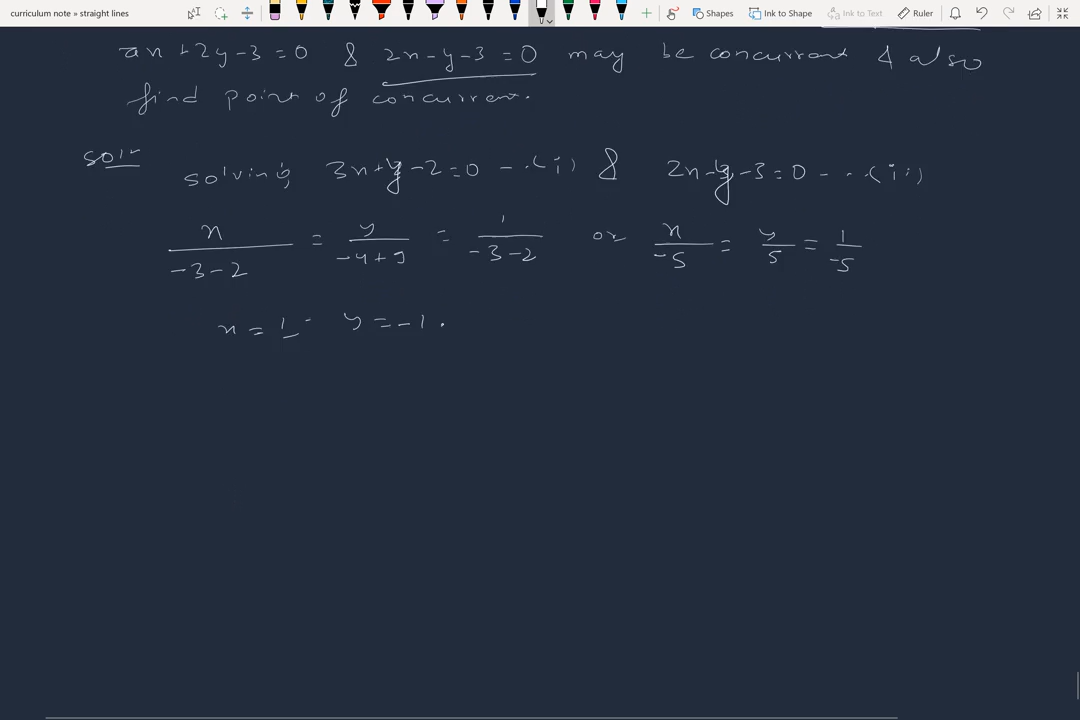 curriculum note » straight lines Shapes Ink to Shape Ink to Text Ruler
ax + 2y - 3 = 0 & 2x - y - 3 = 0 may be concurrent & also
find point of concurrent.
Solⁿ
solving 3x + y - 2 = 0 --- (i) & 2x - y - 3 = 0 --- (ii)
x/(-3-2) = y/(-4+9) = 1/(-3-2) or x/-5 = y/5 = 1/-5
x = 1 y = -1.